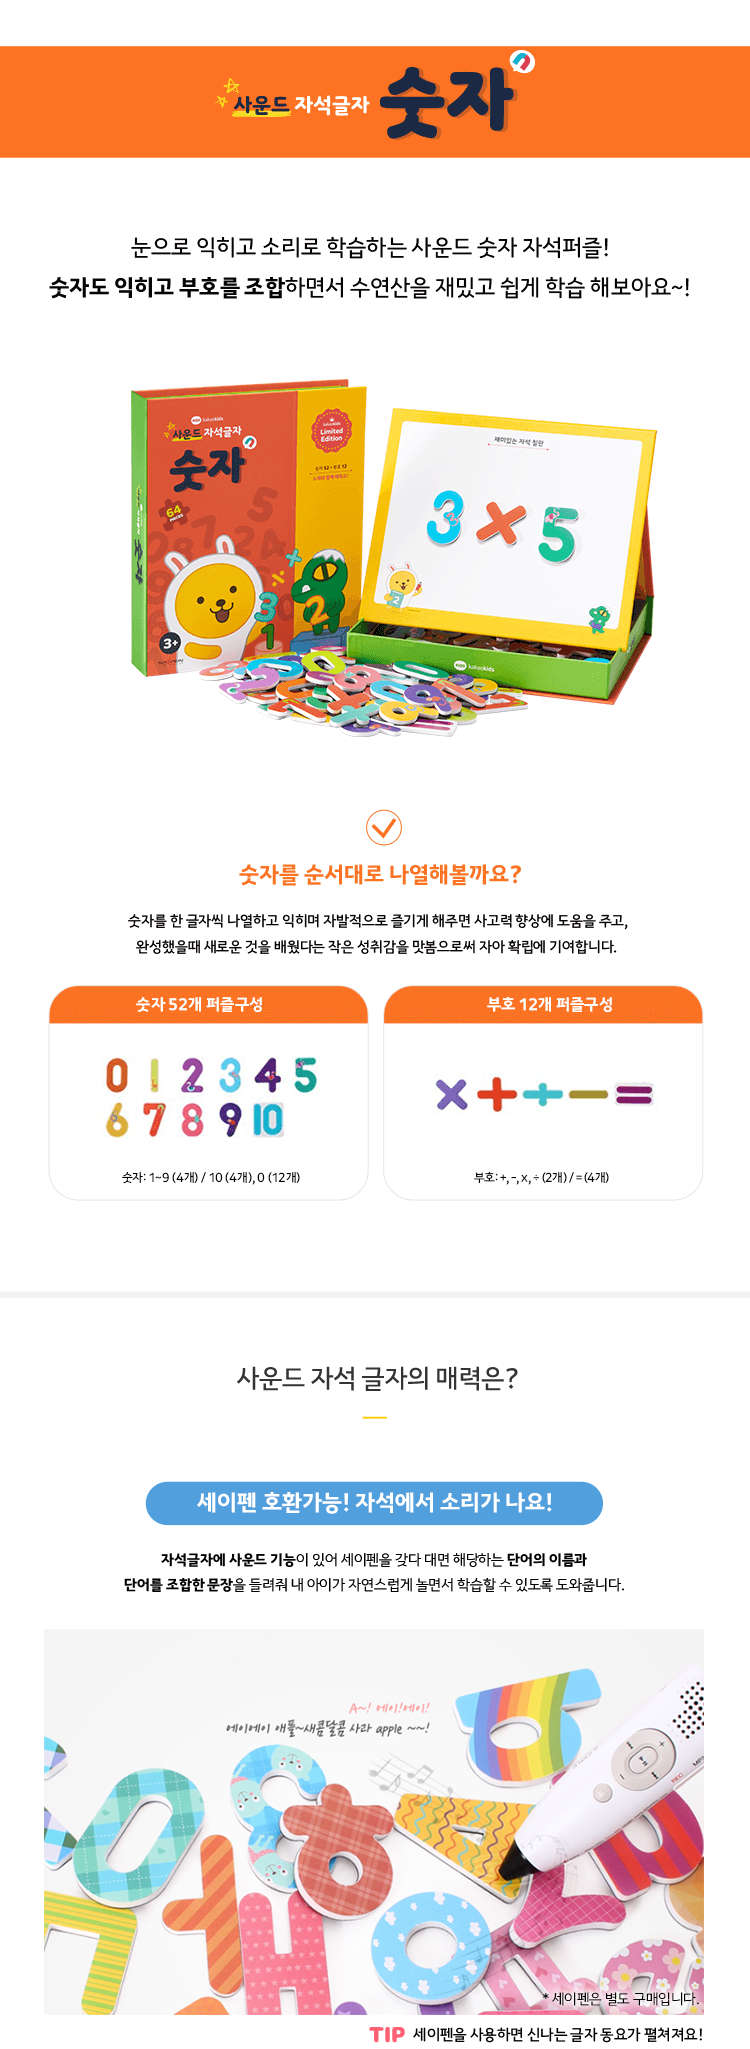 사운드 자석글자 숫자
눈으로 익히고 소리로 학습하는 사운드 숫자 자석퍼즐!
숫자도 익히고 부호를 조합하면서 수연산을 재밌고 쉽게 학습 해보아요~!
KIDS kakaokids
사운드 자석글자
숫자
kakaokids
Limited
Edition
숫자 52 + 부호 12
64
PIECES
3+
재미있는 자석 칠판
3 × 5
KIDS kakaokids
숫자를 순서대로 나열해볼까요?
숫자를 한 글자씩 나열하고 익히며 자발적으로 즐기게 해주면 사고력 향상에 도움을 주고,
완성했을때 새로운 것을 배웠다는 작은 성취감을 맛봄으로써 자아 확립에 기여합니다.
숫자 52개 퍼즐구성
0 1 2 3 4 5
6 7 8 9 10
숫자: 1~9 (4개) / 10 (4개), 0 (12개)
부호 12개 퍼즐구성
× + ÷ − =
부호: +, -, x, ÷ (2개) / = (4개)
사운드 자석 글자의 매력은?
세이펜 호환가능! 자석에서 소리가 나요!
자석글자에 사운드 기능이 있어 세이펜을 갖다 대면 해당하는 단어의 이름과
단어를 조합한 문장을 들려줘 내 아이가 자연스럽게 놀면서 학습할 수 있도록 도와줍니다.
A~! 에이!에이!
에이에이 애플~새콤달콤 사과 apple ~~!
REC
* 세이펜은 별도 구매입니다.
TIP 세이펜을 사용하면 신나는 글자 동요가 펼쳐져요!